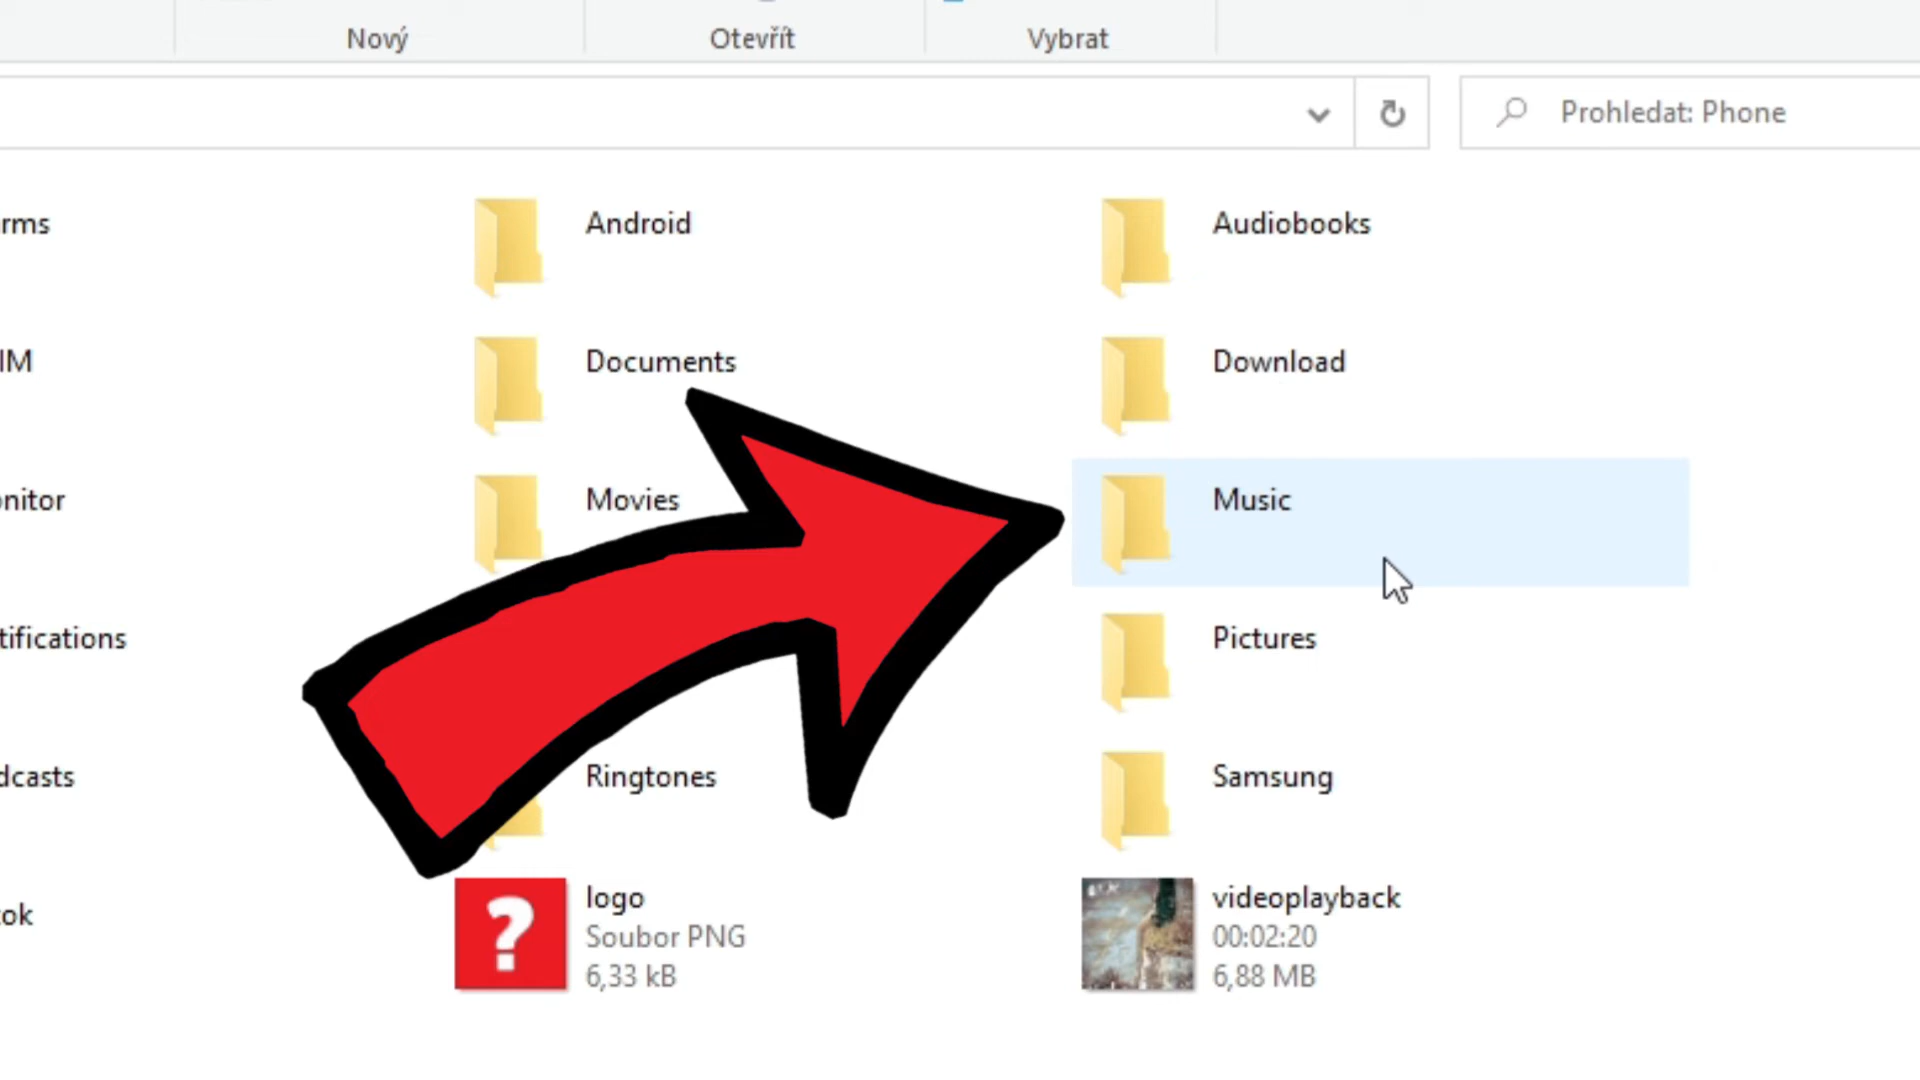 Nový
Otevřít
Vybrat
Prohledat: Phone
rms
Android
Audiobooks
IM
Documents
Download
nitor
Movies
Music
tifications
Pictures
dcasts
Ringtones
Samsung
ok
logo
Soubor PNG
6,33 kB
videoplayback
00:02:20
6,88 MB
?